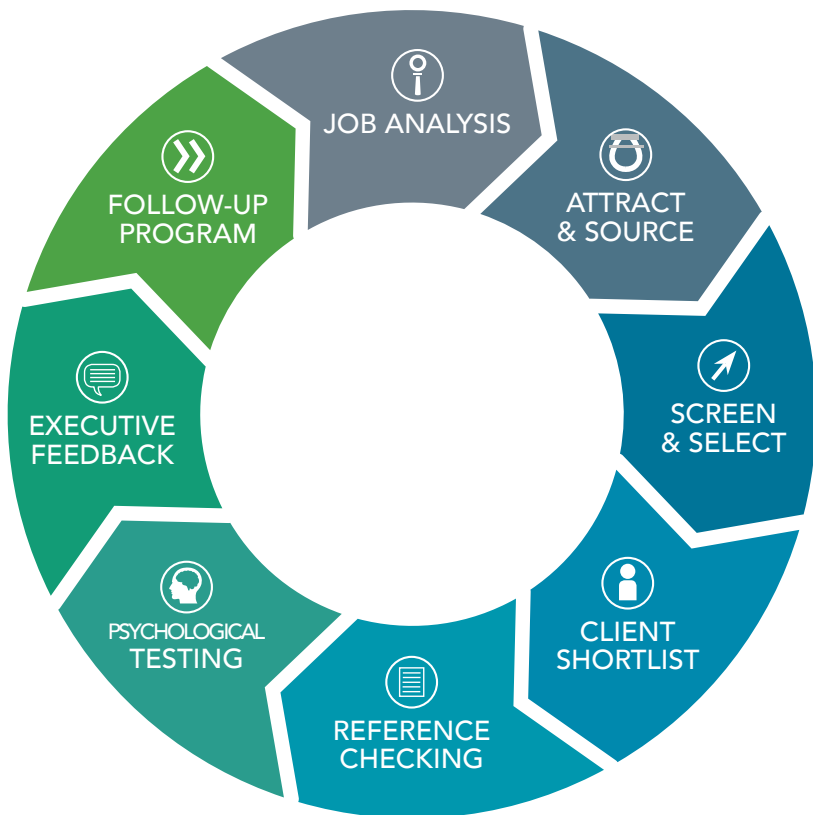 JOB ANALYSIS
ATTRACT
& SOURCE
SCREEN
& SELECT
CLIENT
SHORTLIST
REFERENCE
CHECKING
PSYCHOLOGICAL
TESTING
EXECUTIVE
FEEDBACK
FOLLOW-UP
PROGRAM